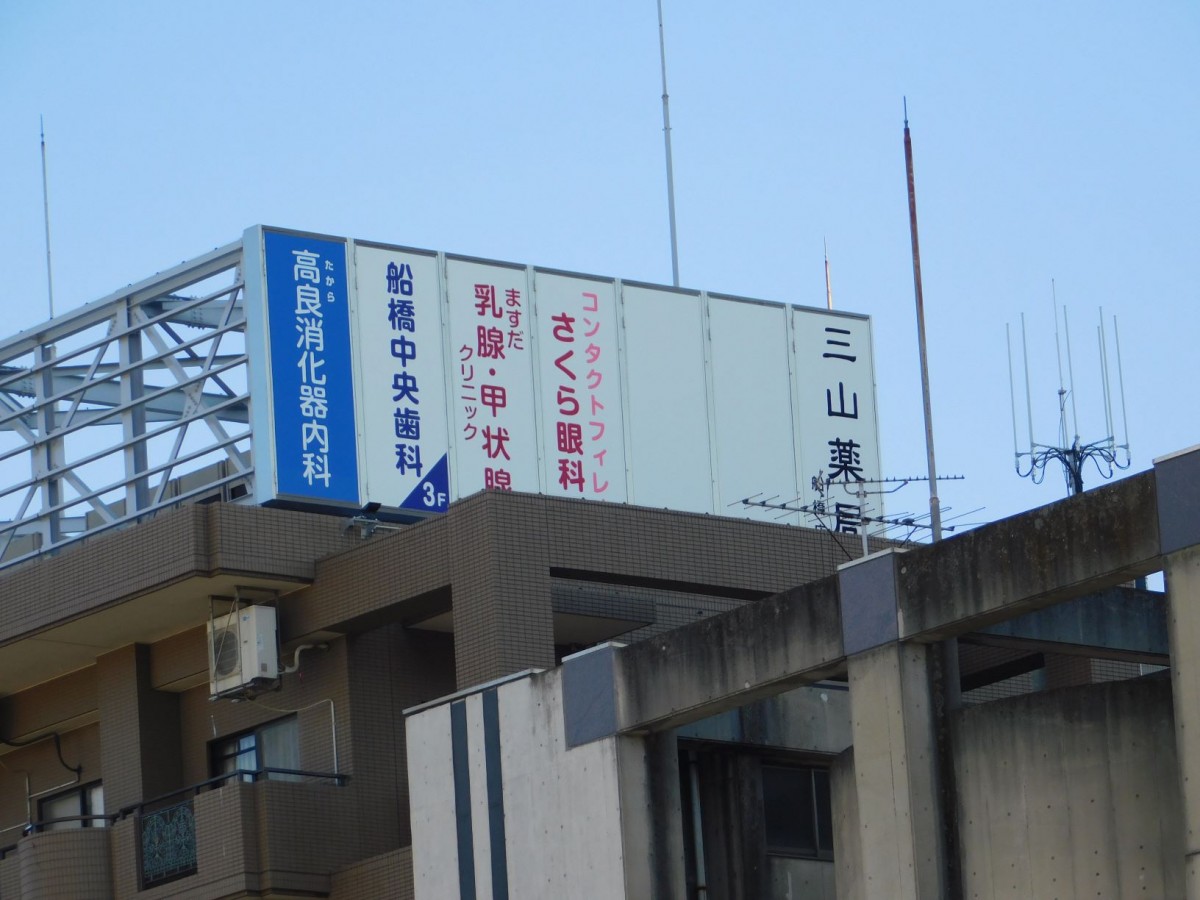 たから
高良消化器内科
船橋中央歯科
3F
ますだ
乳腺・甲状腺
クリニック
コンタクトフィレ
さくら眼科
三山薬局